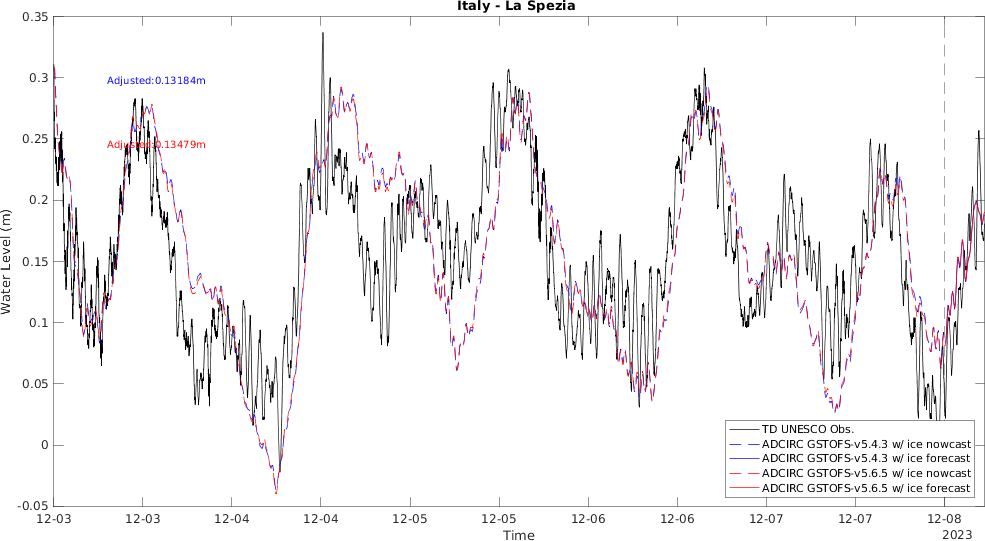 Italy - La Spezia
Water Level (m)
0.35
0.3
0.25
0.2
0.15
0.1
0.05
0
-0.05
Adjusted:0.13184m
Adjusted:0.13479m
TD UNESCO Obs.
ADCIRC GSTOFS-v5.4.3 w/ ice nowcast
ADCIRC GSTOFS-v5.4.3 w/ ice forecast
ADCIRC GSTOFS-v5.6.5 w/ ice nowcast
ADCIRC GSTOFS-v5.6.5 w/ ice forecast
12-03 12-03 12-04 12-04 12-05 12-05 12-06 12-06 12-07 12-07 12-08
Time
2023